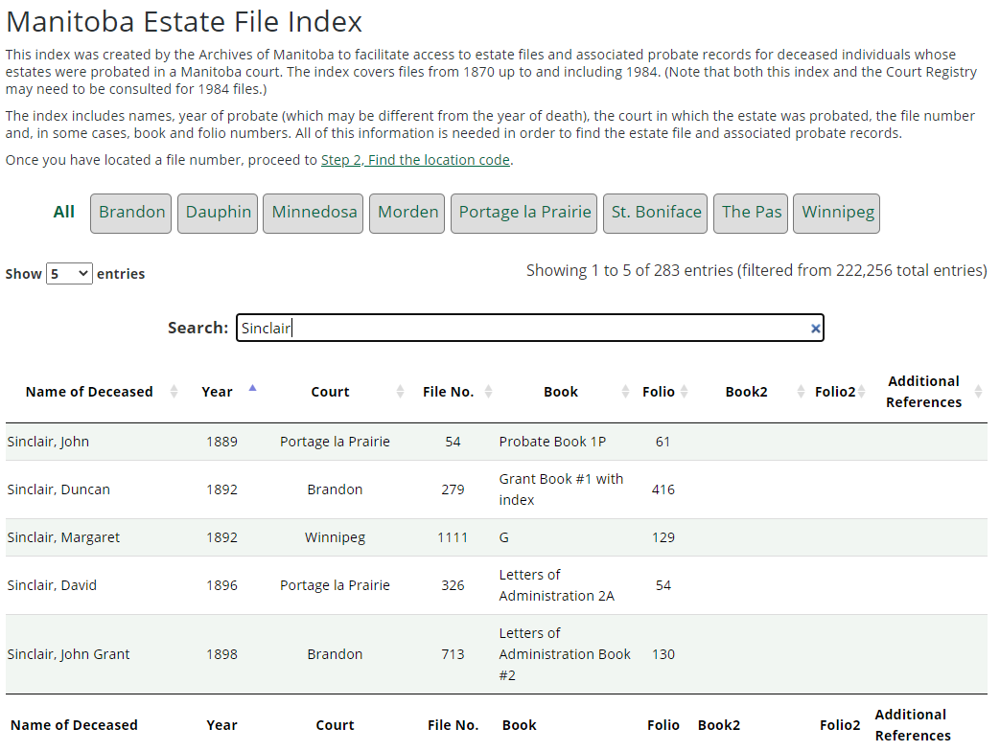 Manitoba Estate File Index
This index was created by the Archives of Manitoba to facilitate access to estate files and associated probate records for deceased individuals whose
estates were probated in a Manitoba court. The index covers files from 1870 up to and including 1984. (Note that both this index and the Court Registry
may need to be consulted for 1984 files.)
The index includes names, year of probate (which may be different from the year of death), the court in which the estate was probated, the file number
and, in some cases, book and folio numbers. All of this information is needed in order to find the estate file and associated probate records.
Once you have located a file number, proceed to Step 2, Find the location code.
All Brandon Dauphin Minnedosa Morden Portage la Prairie St. Boniface The Pas Winnipeg
Show 5 entries Showing 1 to 5 of 283 entries (filtered from 222,256 total entries)
Search: Sinclair
Name of Deceased Year Court File No. Book Folio Book2 Folio2 Additional
References
Sinclair, John 1889 Portage la Prairie 54 Probate Book 1P 61
Sinclair, Duncan 1892 Brandon 279 Grant Book #1 with
index 416
Sinclair, Margaret 1892 Winnipeg 1111 G 129
Sinclair, David 1896 Portage la Prairie 326 Letters of
Administration 2A 54
Sinclair, John Grant 1898 Brandon 713 Letters of
Administration Book
#2 130
Name of Deceased Year Court File No. Book Folio Book2 Folio2 Additional
References